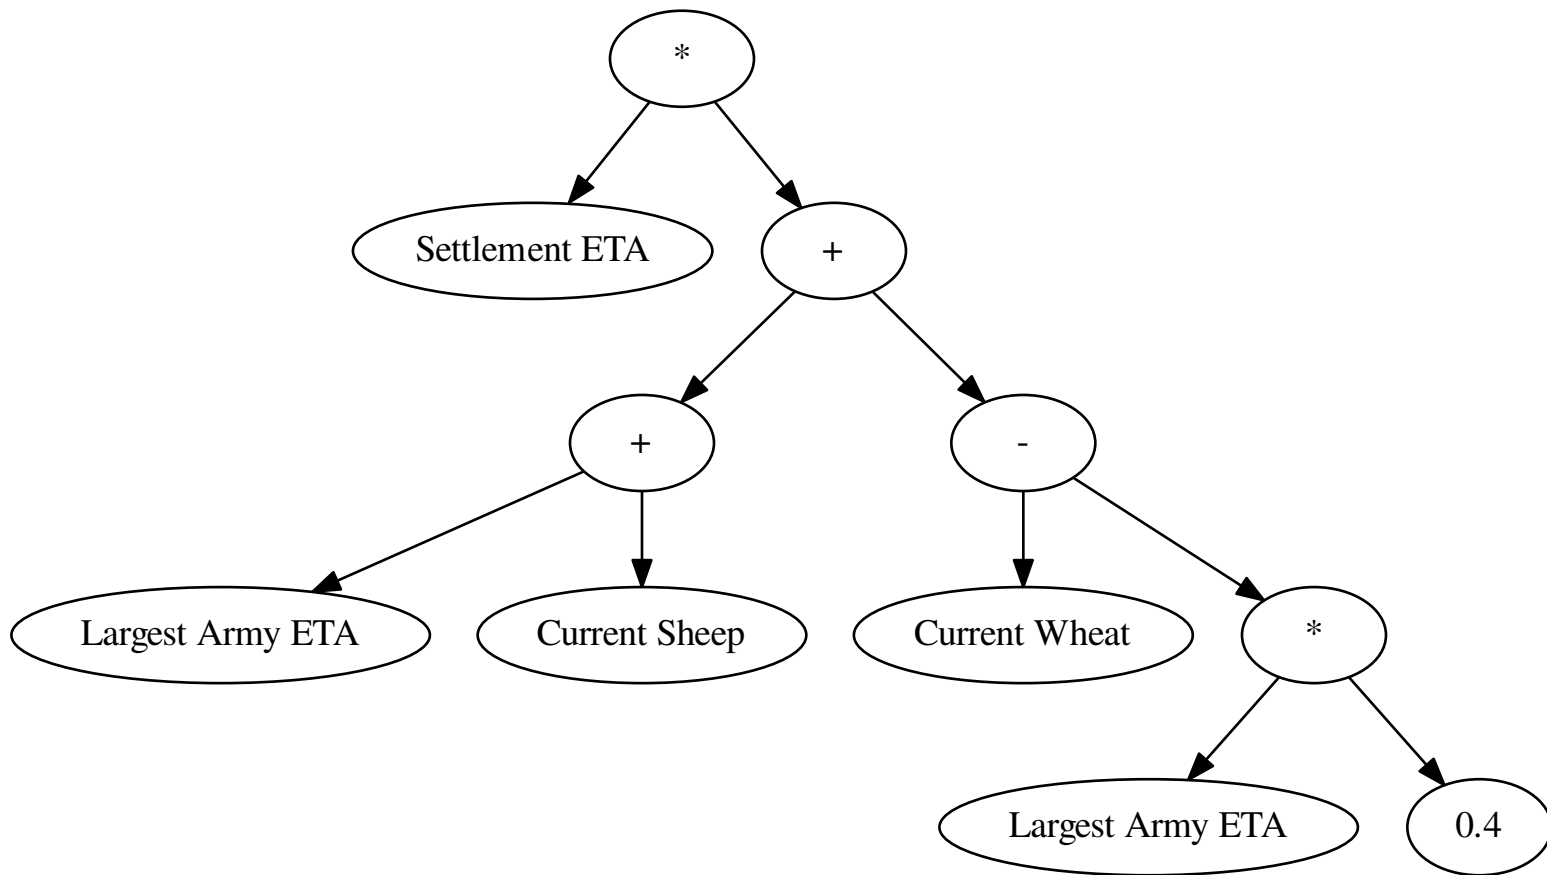 *
Settlement ETA
+
+
-
Largest Army ETA
Current Sheep
Current Wheat
*
Largest Army ETA
0.4